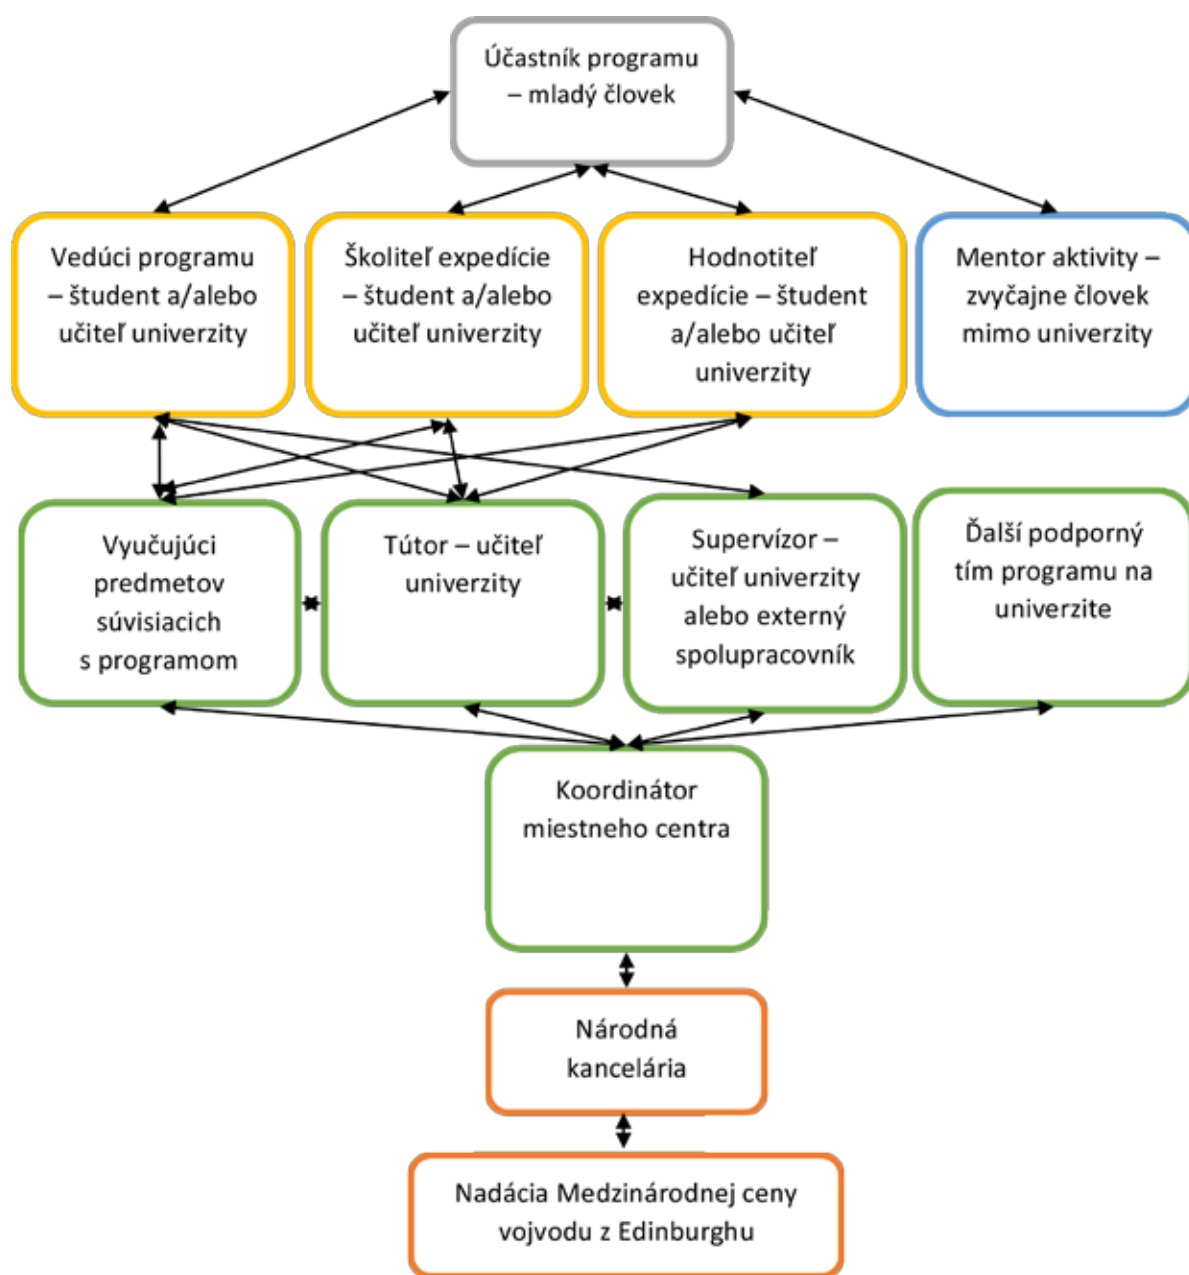 Účastník programu
– mladý človek
Vedúci programu
– študent a/alebo
učiteľ univerzity
Školiteľ expedície
– študent a/alebo
učiteľ univerzity
Hodnotiteľ
expedície – študent
a/alebo učiteľ
univerzity
Mentor aktivity –
zvyčajne človek
mimo univerzity
Vyučujúci
predmetov
súvisiacich
s programom
Tútor – učiteľ
univerzity
Supervízor –
učiteľ univerzity
alebo externý
spolupracovník
Ďalší podporný
tím programu na
univerzite
Koordinátor
miestneho centra
Národná
kancelária
Nadácia Medzinárodnej ceny
vojvodu z Edinburghu